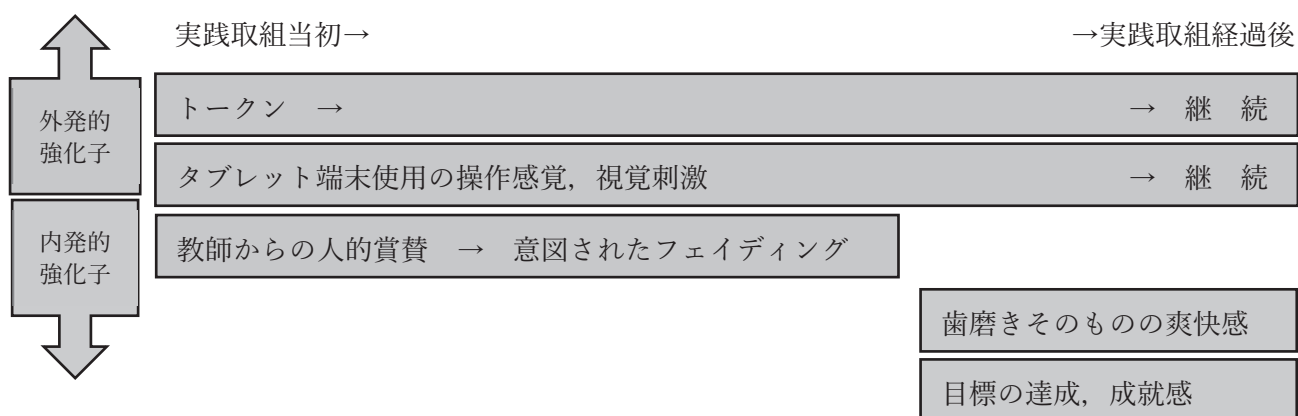 実践取組当初→
→実践取組経過後
外発的
強化子
トークン →
→ 継 続
タブレット端末使用の操作感覚，視覚刺激
→ 継 続
内発的
強化子
教師からの人的賞賛 → 意図されたフェイディング
歯磨きそのものの爽快感
目標の達成，成就感